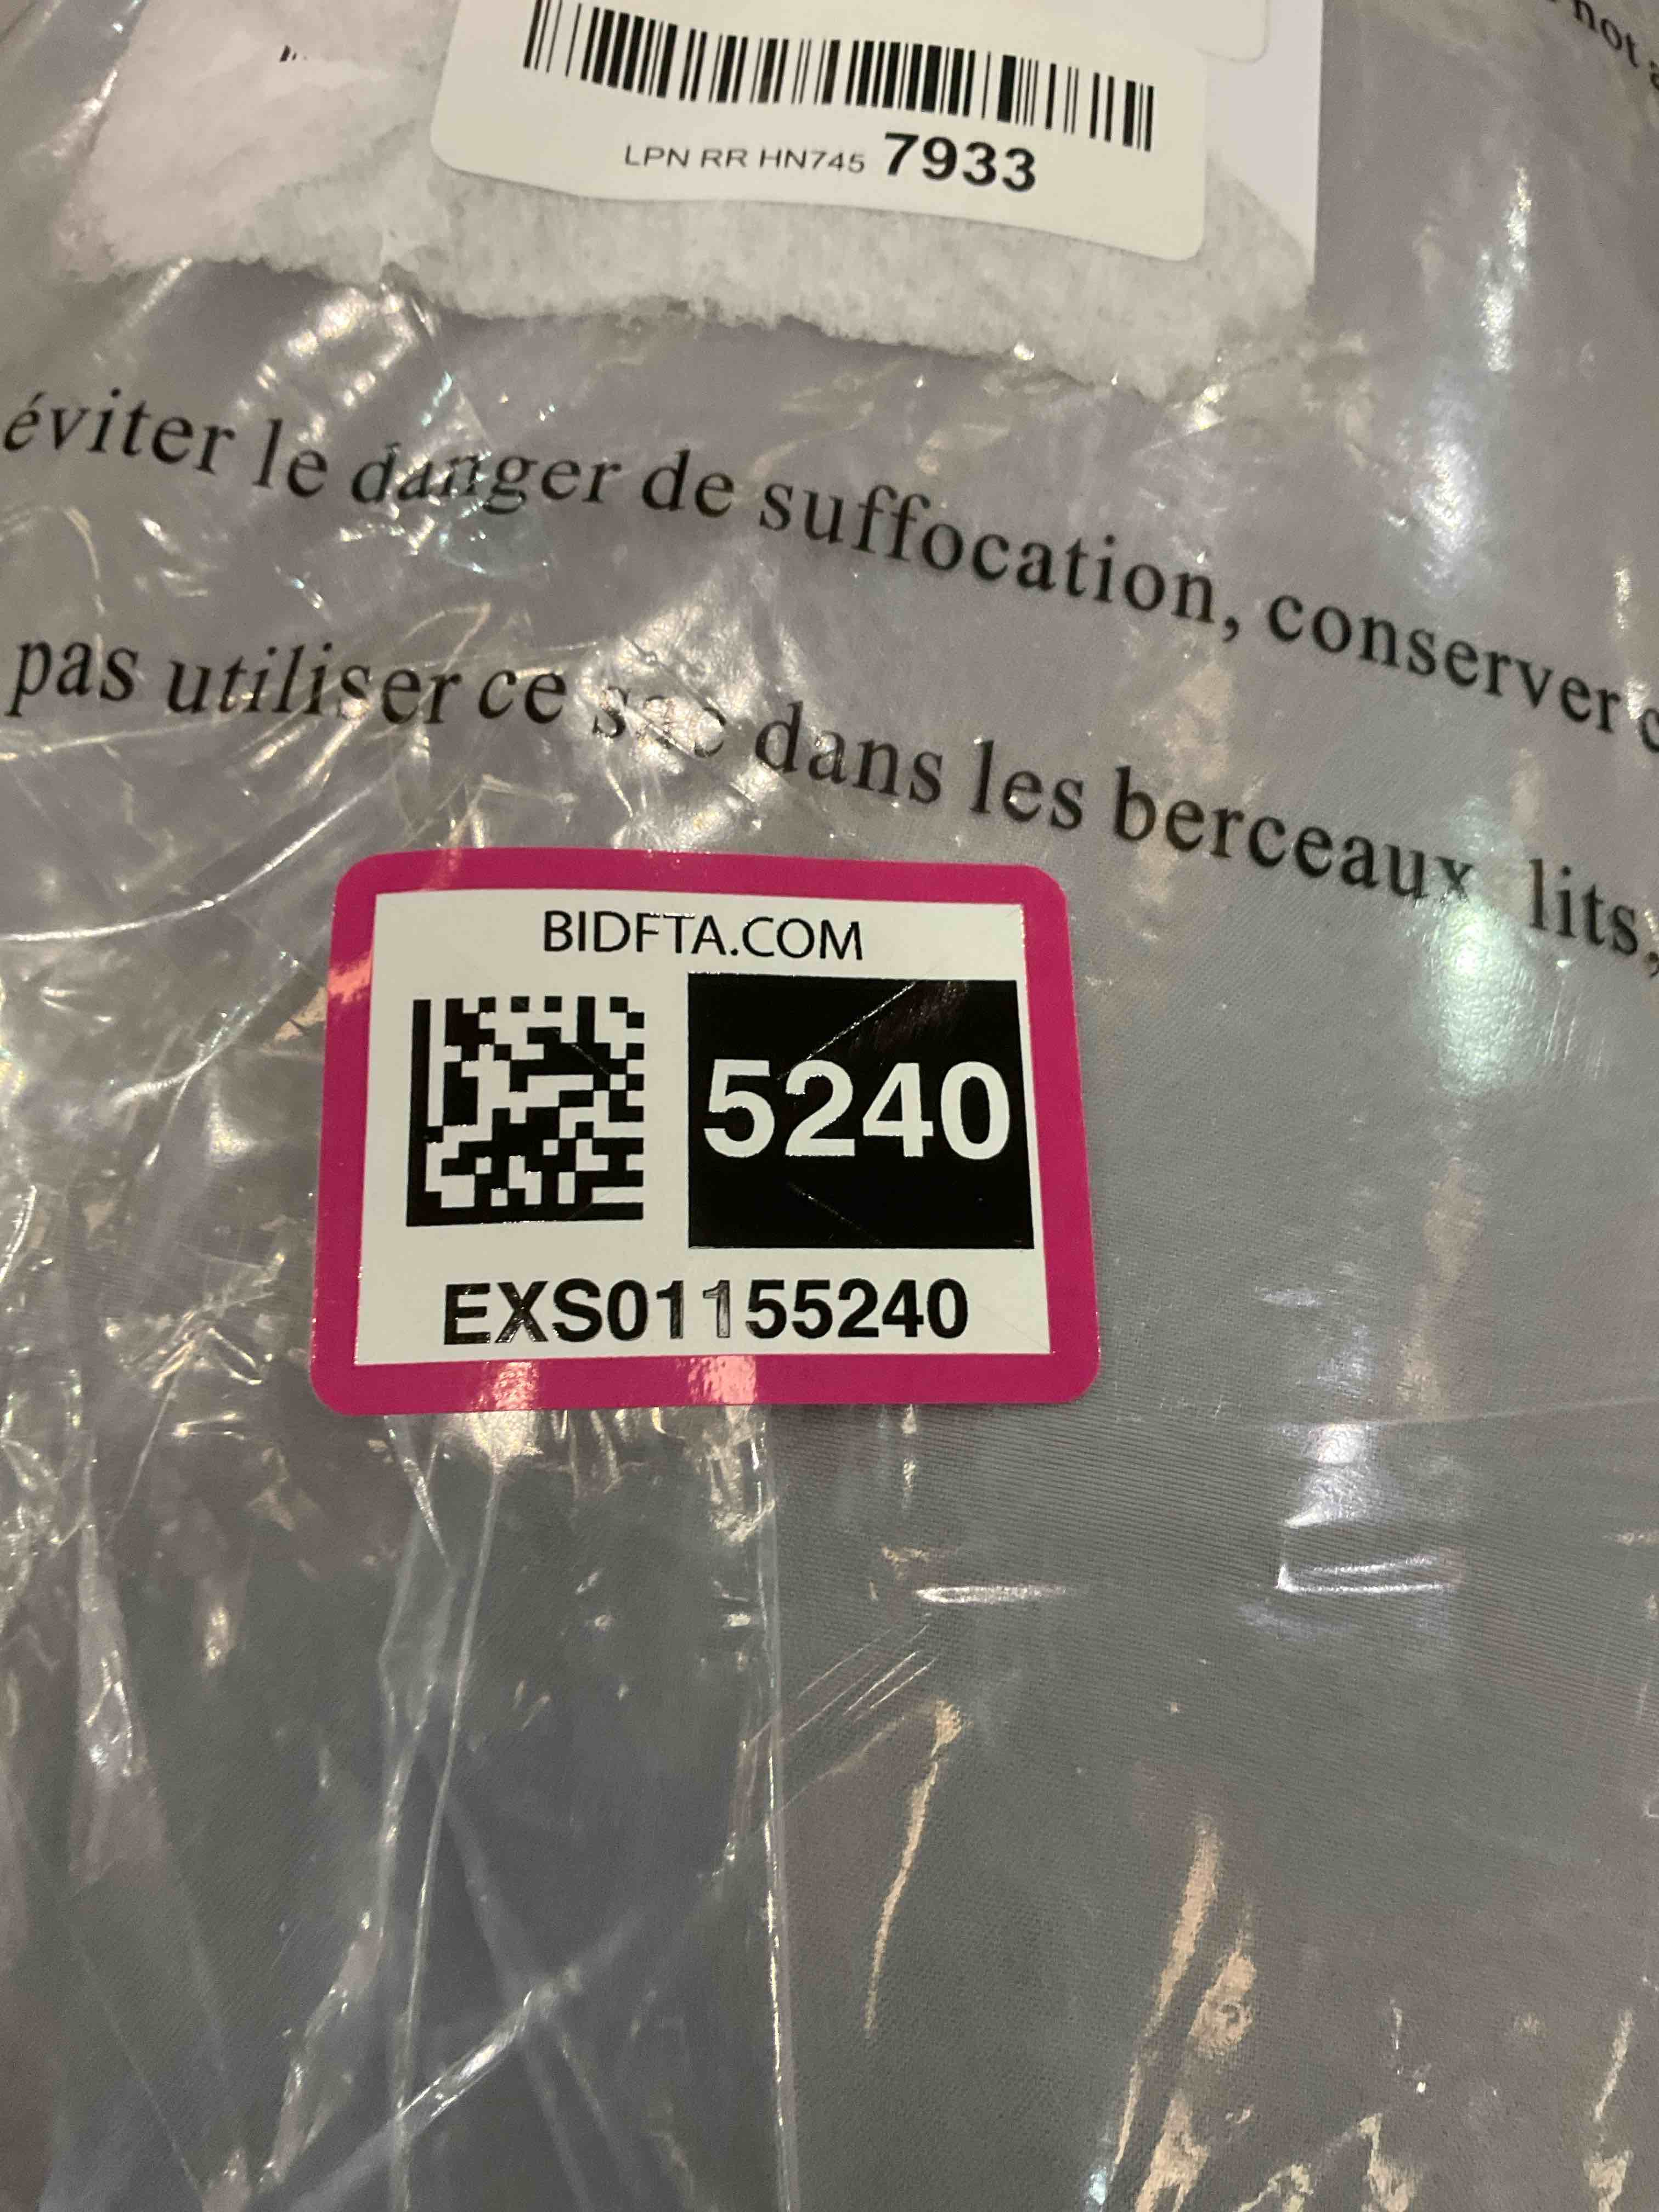 not
LPN RR HN745 7933
éviter le danger de suffocation, conserver
pas utiliser ce sac dans les berceaux, lits,
BIDFTA.COM
5240
EXS01155240